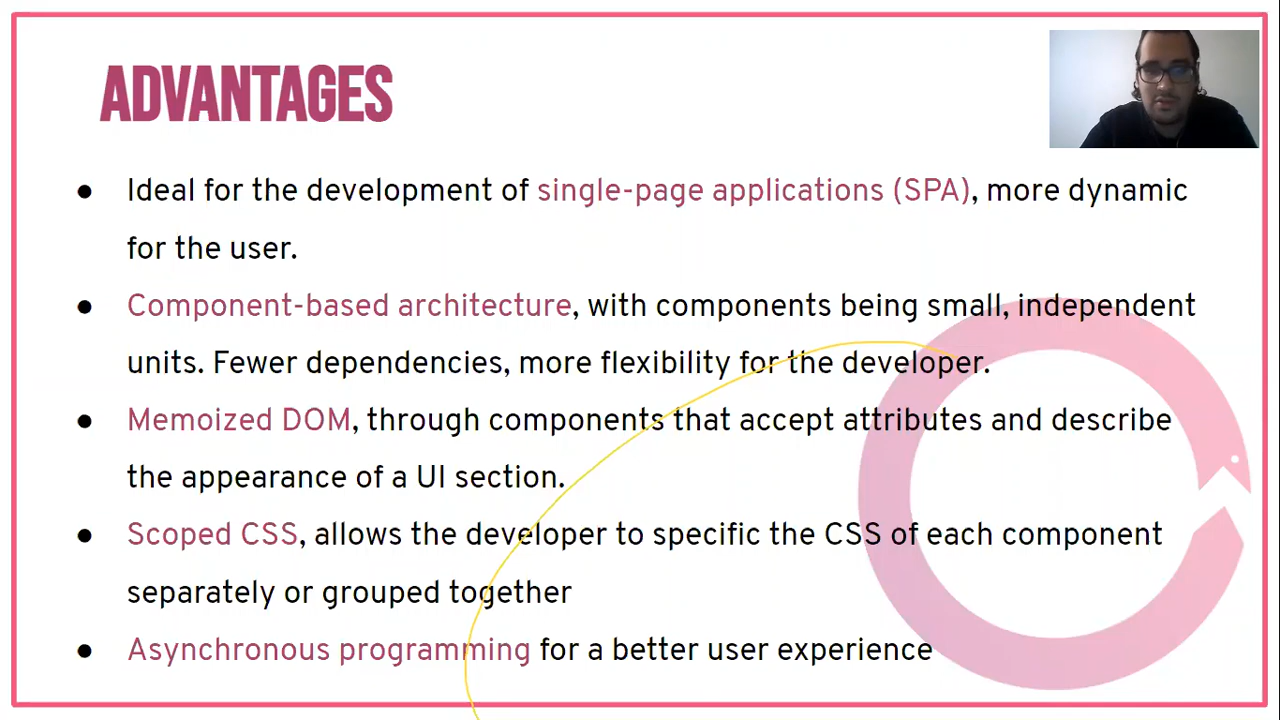 ADVANTAGES
● Ideal for the development of single-page applications (SPA), more dynamic
for the user.
● Component-based architecture, with components being small, independent
units. Fewer dependencies, more flexibility for the developer.
● Memoized DOM, through components that accept attributes and describe
the appearance of a UI section.
● Scoped CSS, allows the developer to specific the CSS of each component
separately or grouped together
● Asynchronous programming for a better user experience